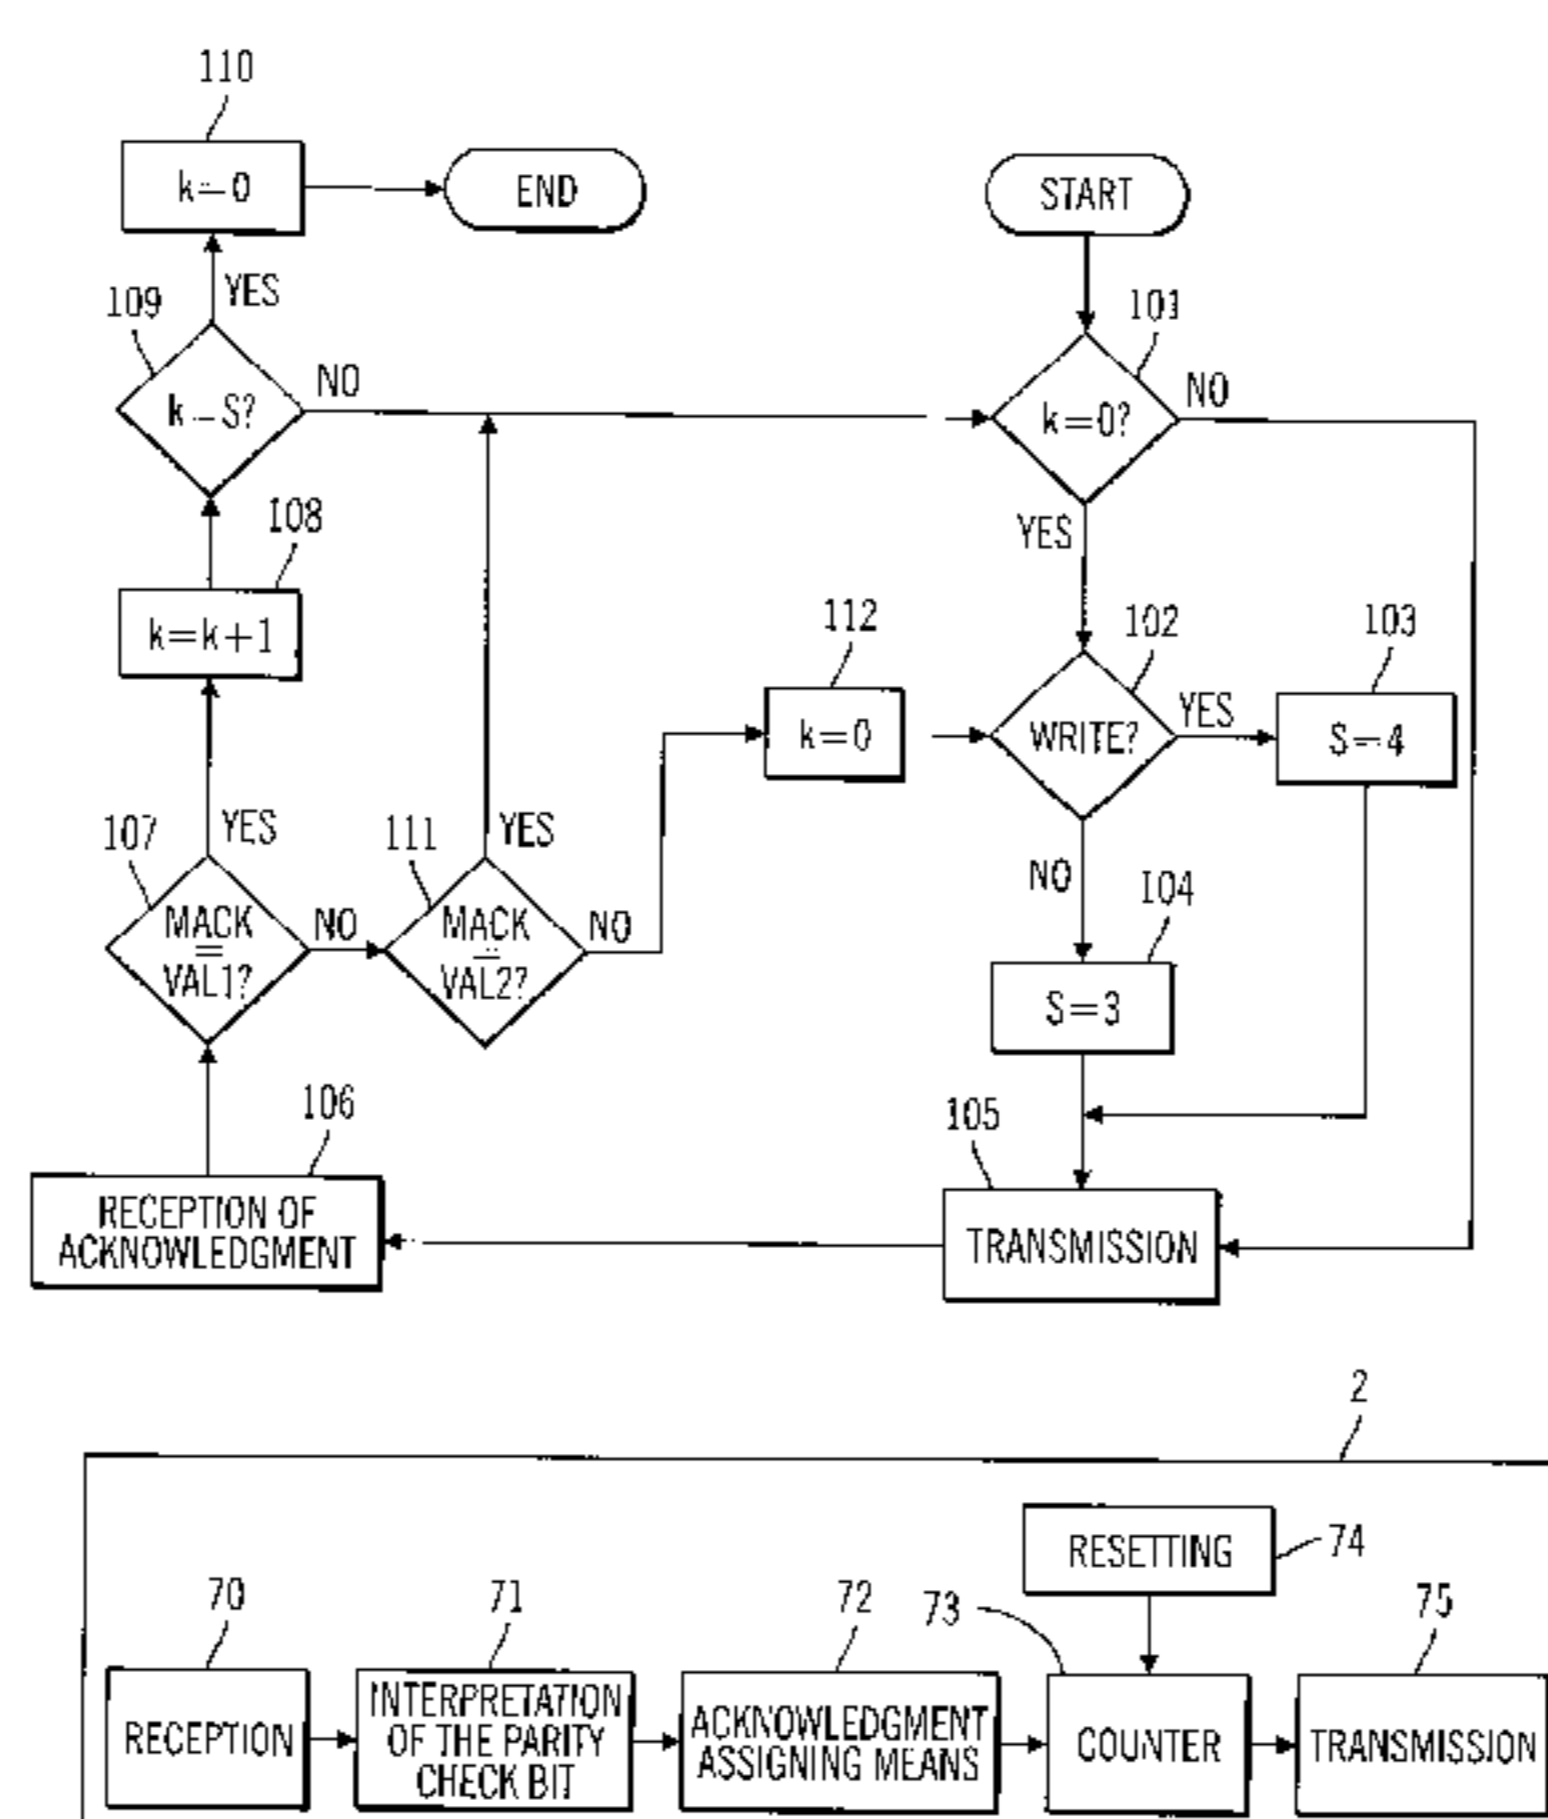 110
k=0
END
START
109
YES
101
k=S?
NO
k=0?
NO
108
YES
k=k+1
112
102
103
k=0
WRITE?
YES
S=4
107
YES
111
YES
NO
104
MACK
=
VAL1?
NO
MACK
=
VAL2?
NO
S=3
106
105
RECEPTION OF
ACKNOWLEDGMENT
TRANSMISSION
2
RESETTING
74
70
71
72
73
75
RECEPTION
INTERPRETATION
OF THE PARITY
CHECK BIT
ACKNOWLEDGMENT
ASSIGNING MEANS
COUNTER
TRANSMISSION